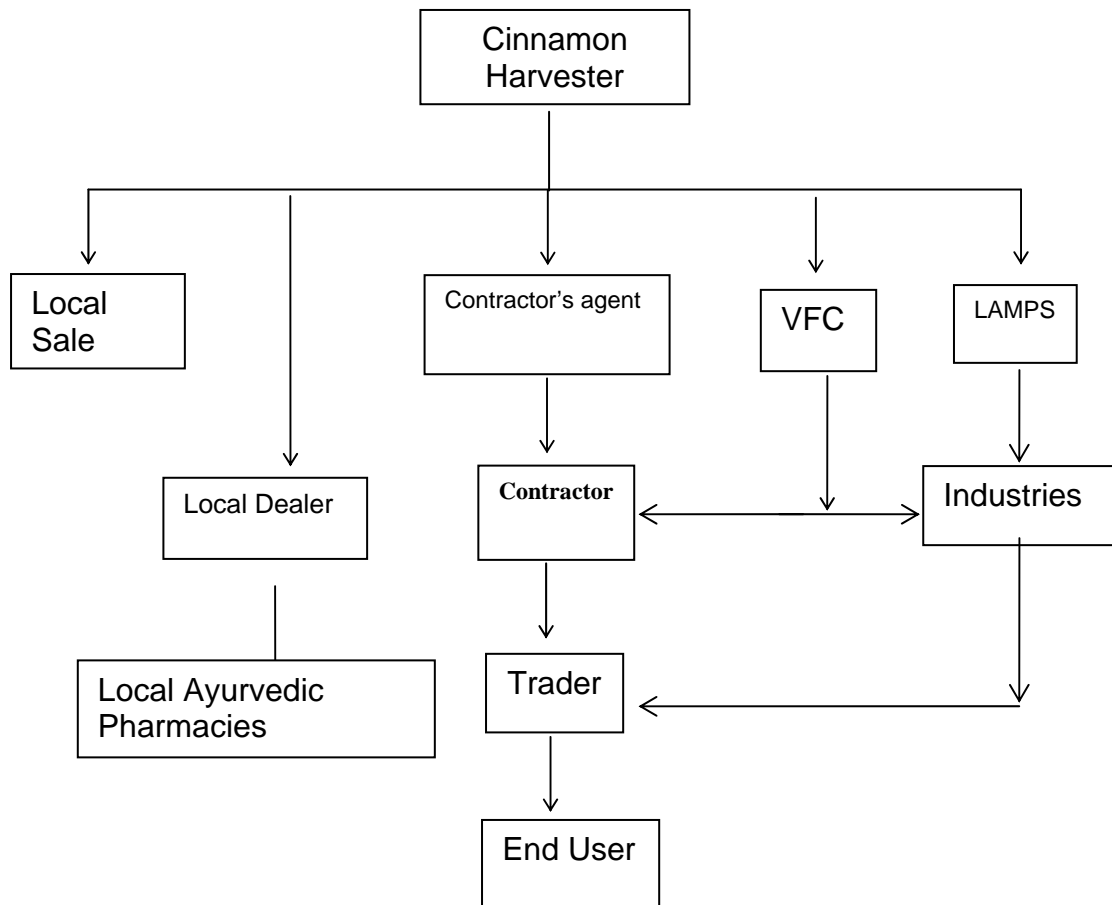 Cinnamon
Harvester
Local
Sale
Contractor’s agent
VFC
LAMPS
Local Dealer
Contractor
Industries
Local Ayurvedic
Pharmacies
Trader
End User